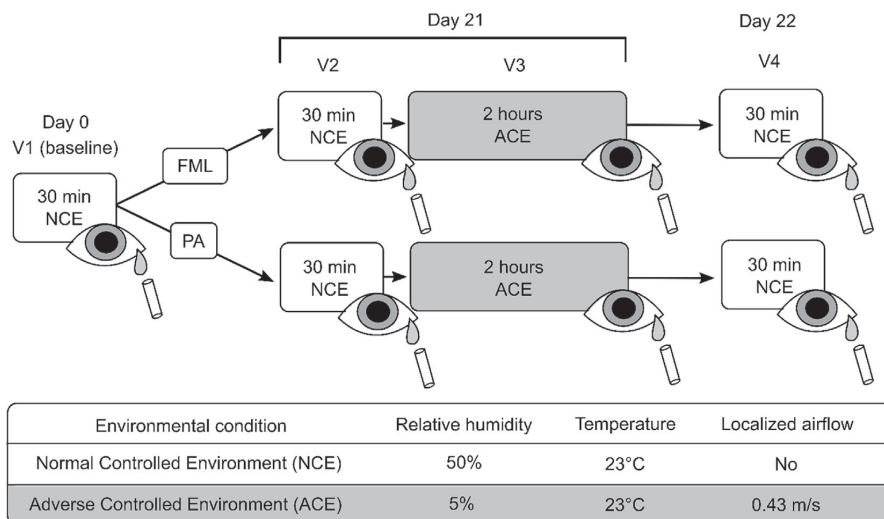 Day 21
Day 22
V2
V3
V4
Day 0
V1 (baseline)
30 min
NCE
FML
PA
30 min
NCE
2 hours
ACE
30 min
NCE
30 min
NCE
2 hours
ACE
30 min
NCE
Environmental condition Relative humidity Temperature Localized airflow
Normal Controlled Environment (NCE) 50% 23°C No
Adverse Controlled Environment (ACE) 5% 23°C 0.43 m/s